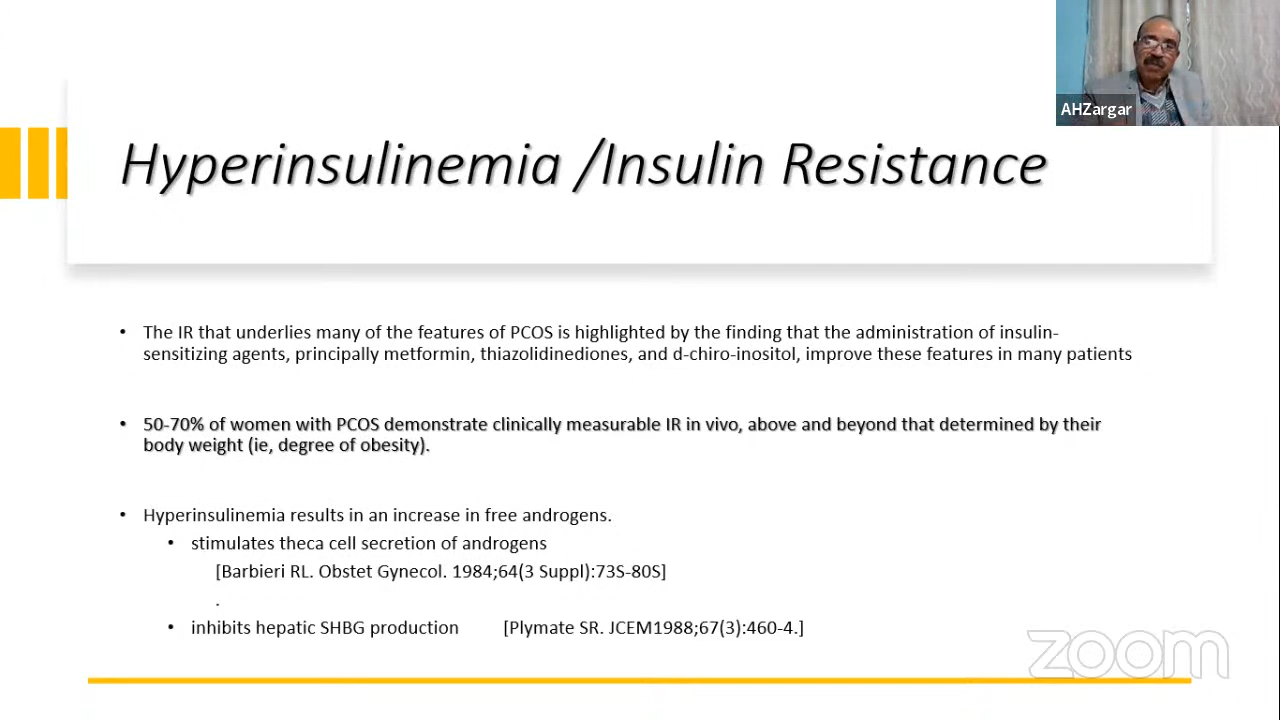 AHZargar
Hyperinsulinemia /Insulin Resistance
• The IR that underlies many of the features of PCOS is highlighted by the finding that the administration of insulin-
sensitizing agents, principally metformin, thiazolidinediones, and d-chiro-inositol, improve these features in many patients
• 50-70% of women with PCOS demonstrate clinically measurable IR in vivo, above and beyond that determined by their
body weight (ie, degree of obesity).
• Hyperinsulinemia results in an increase in free androgens.
• stimulates theca cell secretion of androgens
[Barbieri RL. Obstet Gynecol. 1984;64(3 Suppl):73S-80S]
.
• inhibits hepatic SHBG production [Plymate SR. JCEM1988;67(3):460-4.]
zoom